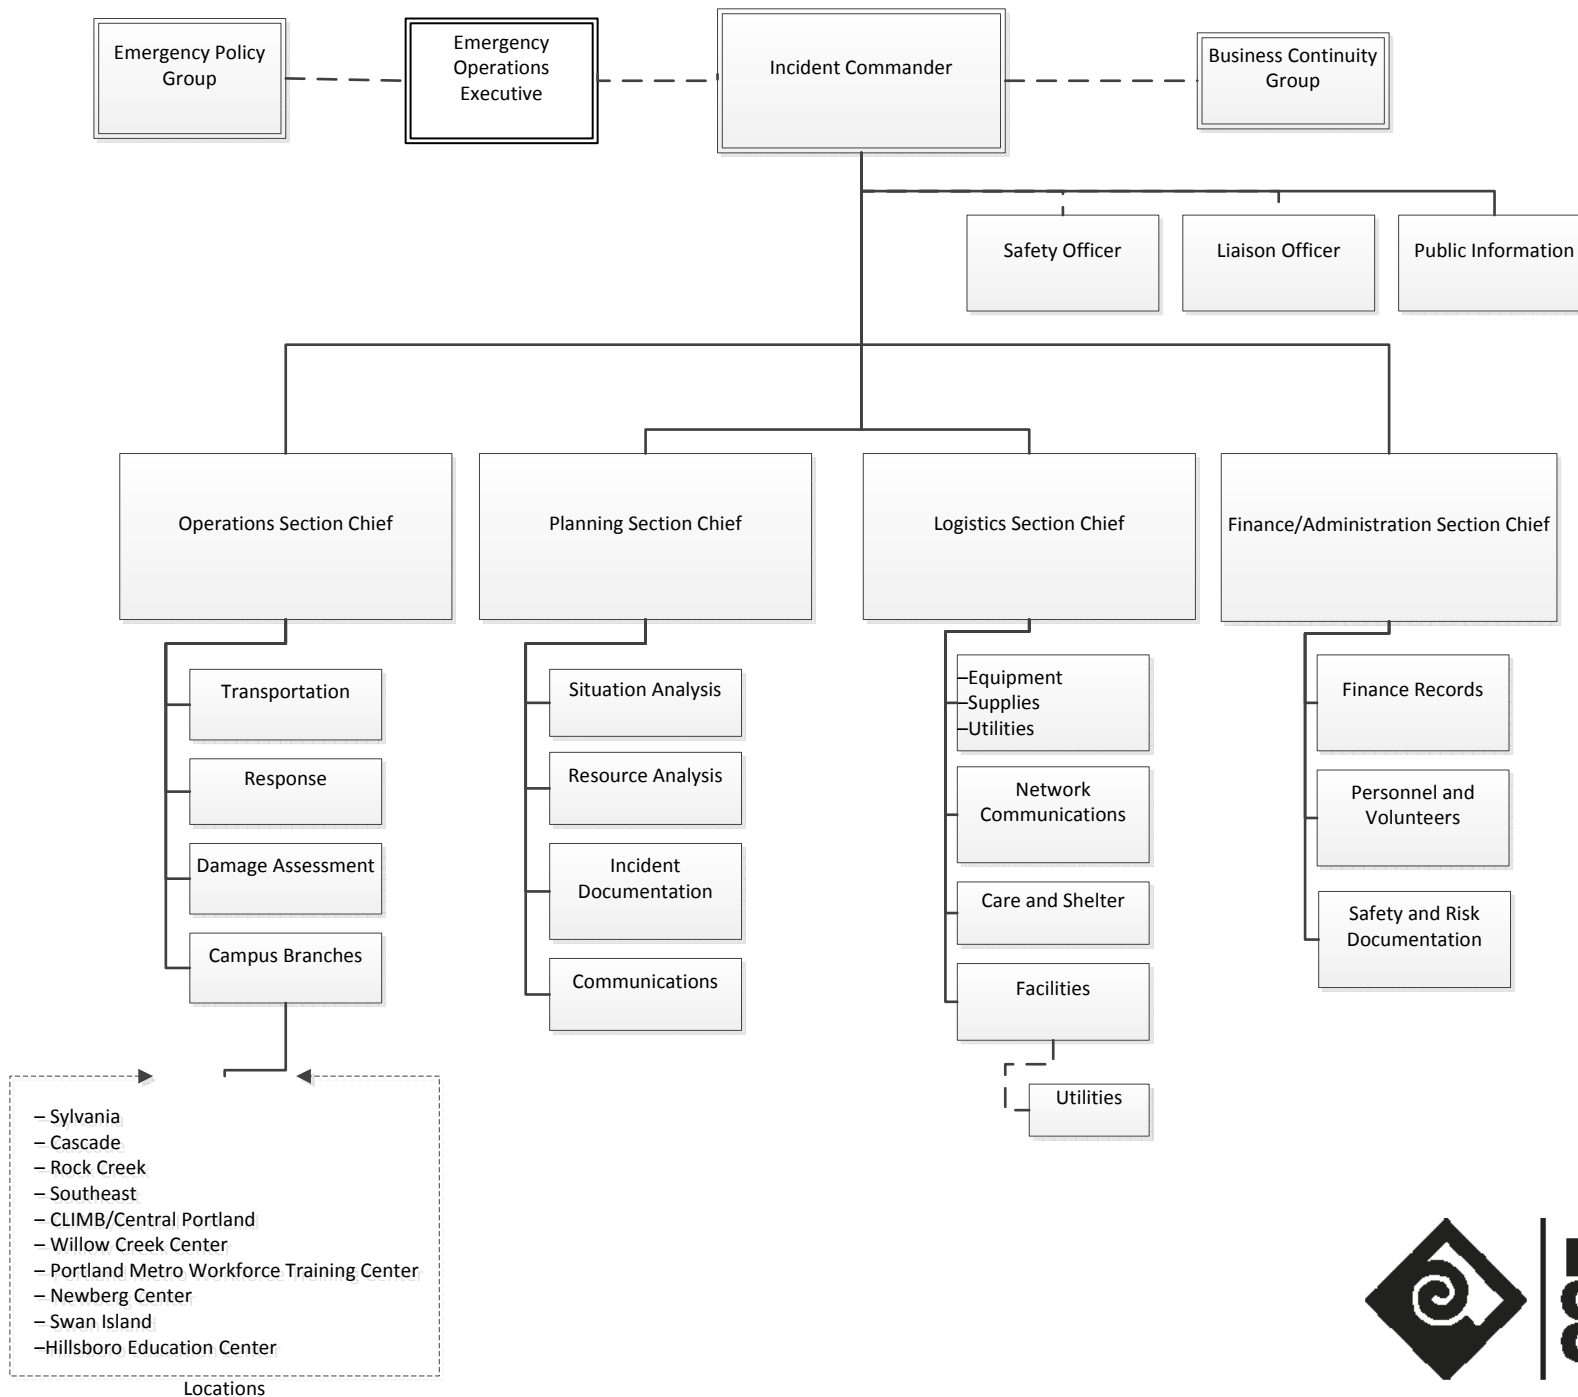 Emergency Policy
Group
Emergency
Operations
Executive
Incident Commander
Business Continuity
Group
Safety Officer
Liaison Officer
Public Information
Operations Section Chief
Planning Section Chief
Logistics Section Chief
Finance/Administration Section Chief
Transportation
Response
Damage Assessment
Campus Branches
Situation Analysis
Resource Analysis
Incident
Documentation
Communications
–Equipment
–Supplies
–Utilities
Network
Communications
Care and Shelter
Facilities
Utilities
Finance Records
Personnel and
Volunteers
Safety and Risk
Documentation
– Sylvania
– Cascade
– Rock Creek
– Southeast
– CLIMB/Central Portland
– Willow Creek Center
– Portland Metro Workforce Training Center
– Newberg Center
– Swan Island
–Hillsboro Education Center
Locations